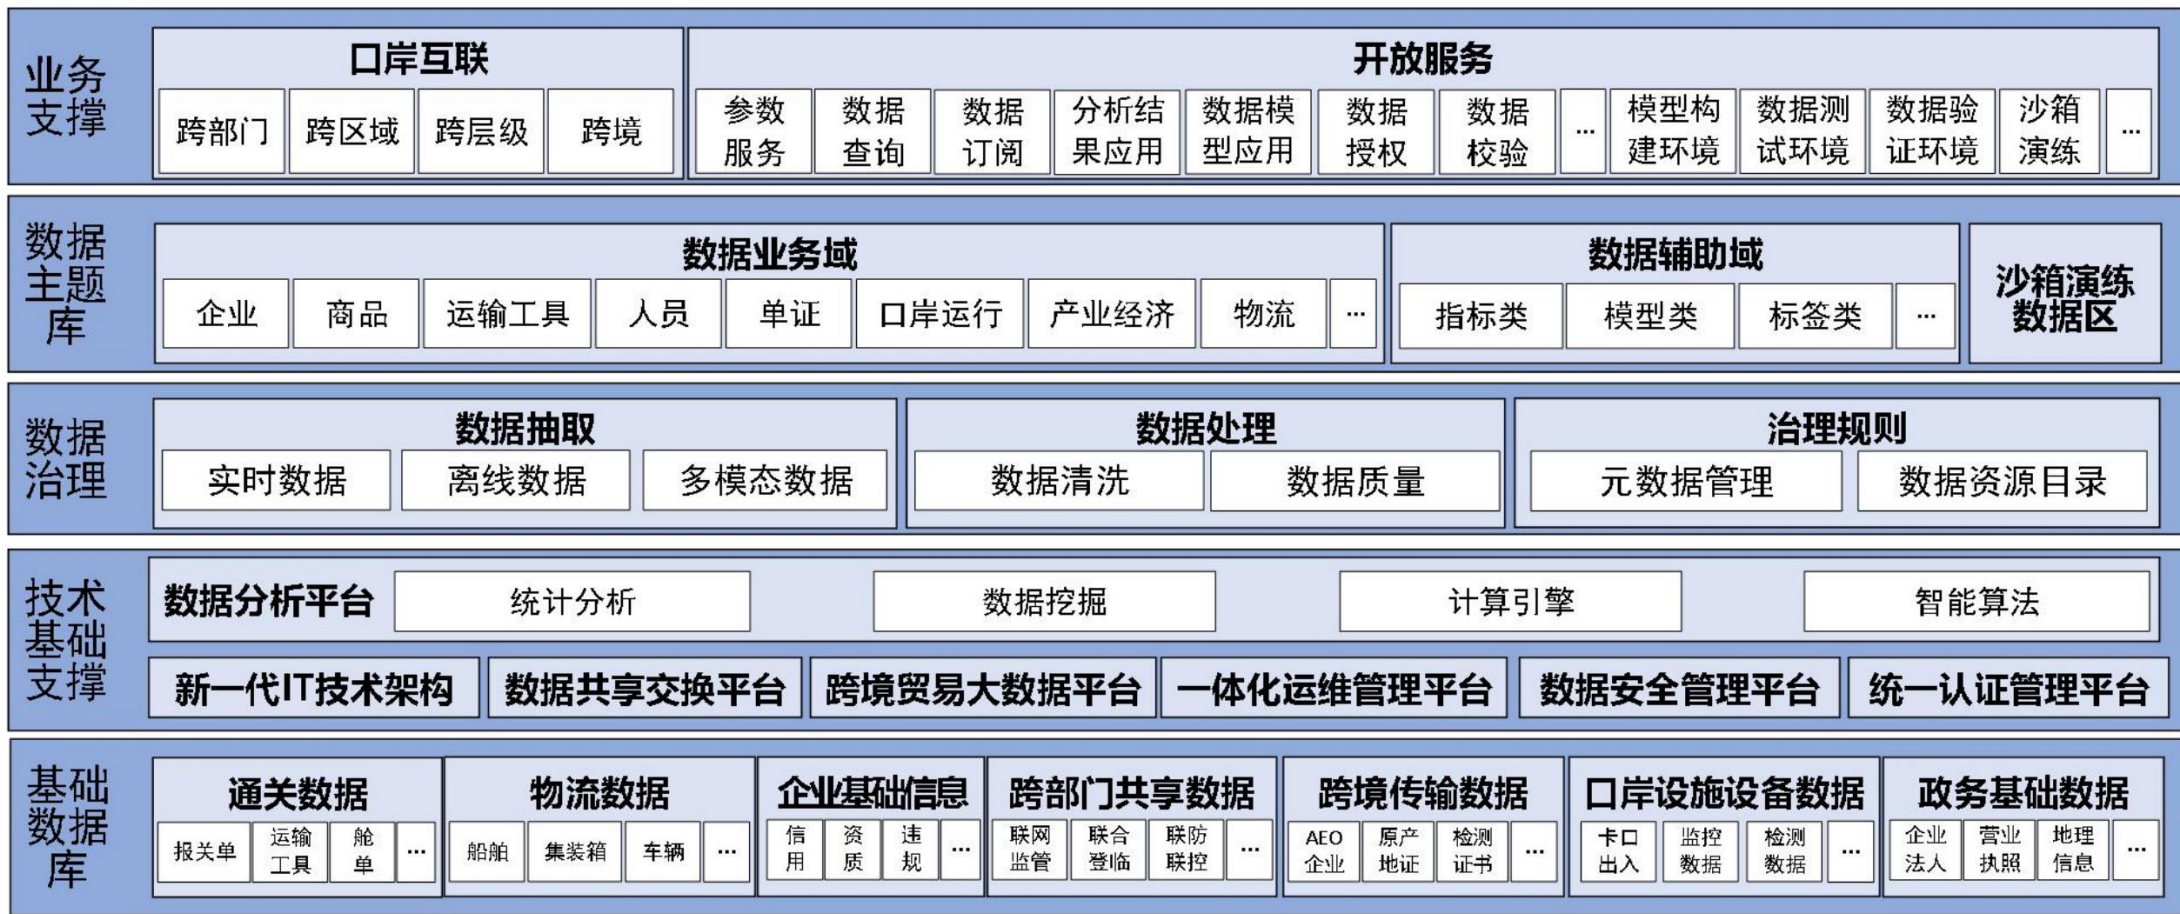 业务
支撑
口岸互联
跨部门
跨区域
跨层级
跨境
开放服务
参数
服务
数据
查询
数据
订阅
分析结
果应用
数据模
型应用
数据
授权
数据
校验
...
模型构
建环境
数据测
试环境
数据验
证环境
沙箱
演练
...
数据
主题
库
数据业务域
企业
商品
运输工具
人员
单证
口岸运行
产业经济
物流
...
数据辅助域
指标类
模型类
标签类
...
沙箱演练
数据区
数据
治理
数据抽取
实时数据
离线数据
多模态数据
数据处理
数据清洗
数据质量
治理规则
元数据管理
数据资源目录
技术
基础
支撑
数据分析平台
统计分析
数据挖掘
计算引擎
智能算法
新一代IT技术架构
数据共享交换平台
跨境贸易大数据平台
一体化运维管理平台
数据安全管理平台
统一认证管理平台
基础
数据
库
通关数据
报关单
运输
工具
舱
单
...
物流数据
船舶
集装箱
车辆
...
企业基础信息
信
用
资
质
违
规
...
跨部门共享数据
联网
监管
联合
登临
联防
联控
...
跨境传输数据
AEO
企业
原产
地证
检测
证书
...
口岸设施设备数据
卡口
出入
监控
数据
检测
数据
...
政务基础数据
企业
法人
营业
执照
地理
信息
...